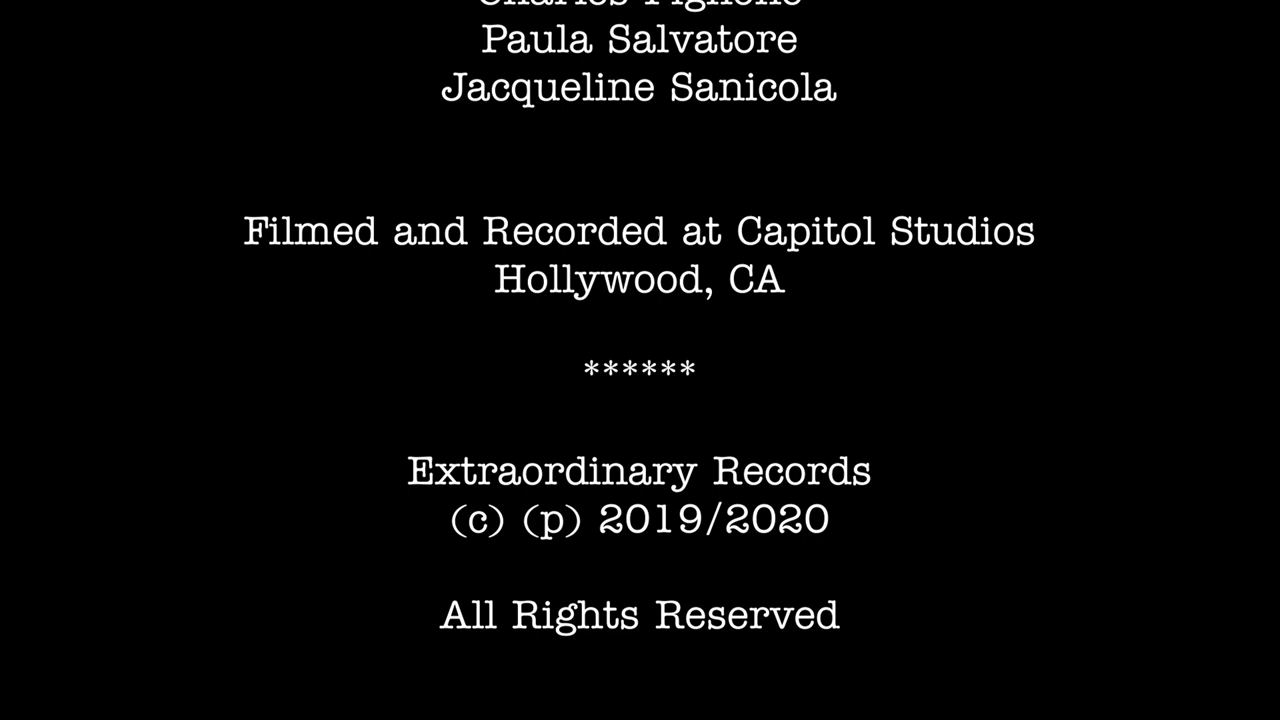 Paula Salvatore
Jacqueline Sanicola
Filmed and Recorded at Capitol Studios
Hollywood, CA
******
Extraordinary Records
(c) (p) 2019/2020
All Rights Reserved